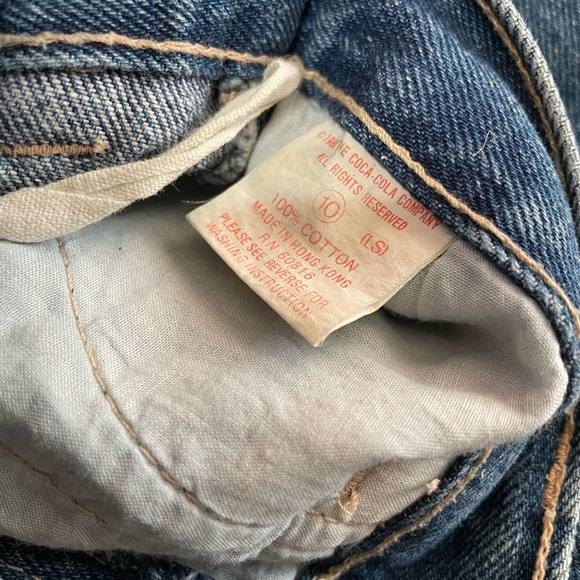 THE COCA-COLA COMPANY
ALL RIGHTS RESERVED
10 (LS)
100% COTTON
MADE IN HONG KONG
RN 60816
PLEASE SEE REVERSE FOR
WASHING INSTRUCTION